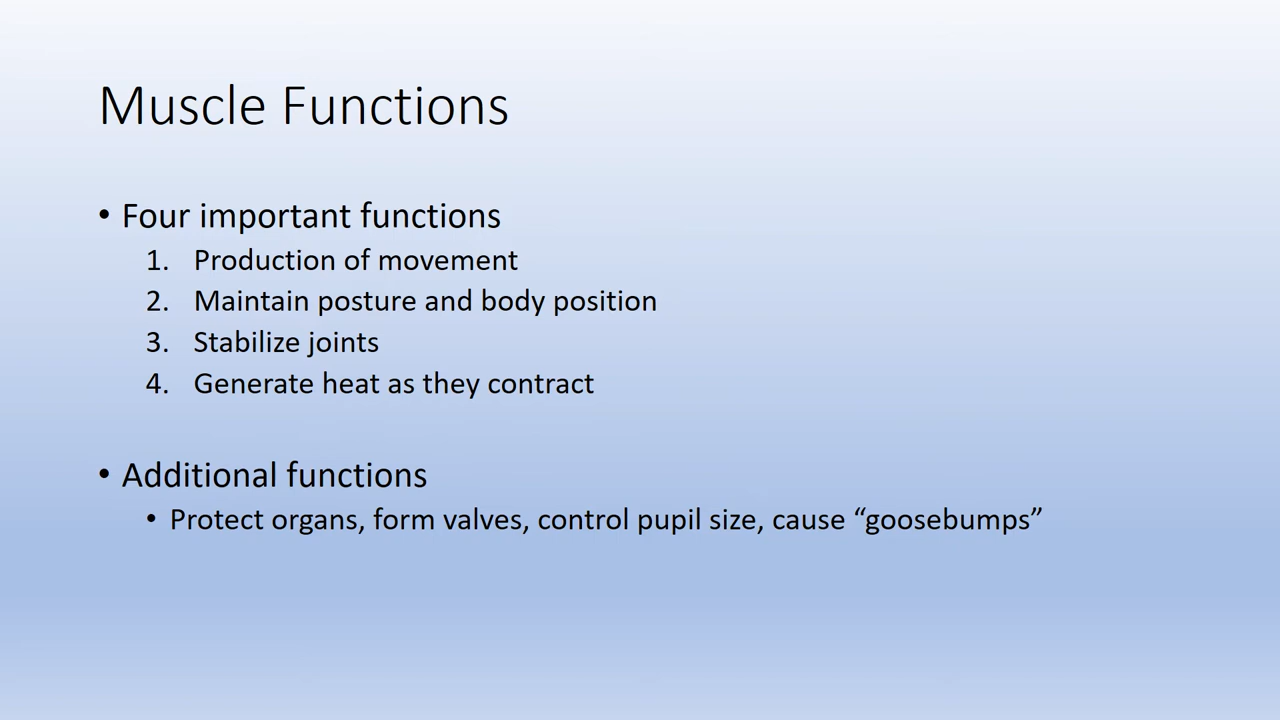 Muscle Functions
• Four important functions
1. Production of movement
2. Maintain posture and body position
3. Stabilize joints
4. Generate heat as they contract
• Additional functions
• Protect organs, form valves, control pupil size, cause “goosebumps”